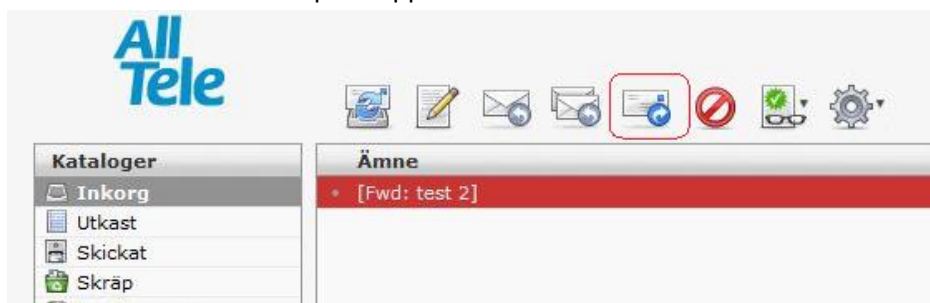 All
Tele
Kataloger
Ämne
Inkorg
[Fwd: test 2]
Utkast
Skickat
Skräp